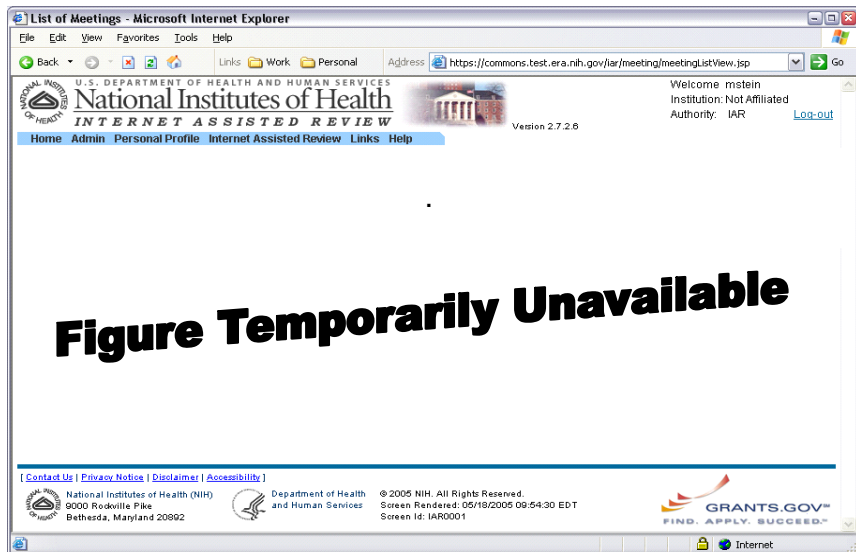 List of Meetings - Microsoft Internet Explorer
File Edit View Favorites Tools Help
Back Links Work Personal Address https://commons.test.era.nih.gov/iar/meeting/meetingListView.jsp Go
U.S. DEPARTMENT OF HEALTH AND HUMAN SERVICES
National Institutes of Health
INTERNET ASSISTED REVIEW
Version 2.7.2.6
Welcome mstein
Institution: Not Affiliated
Authority: IAR Log-out
Home Admin Personal Profile Internet Assisted Review Links Help
.
Figure Temporarily Unavailable
[ Contact Us | Privacy Notice | Disclaimer | Accessibility ]
National Institutes of Health (NIH)
9000 Rockville Pike
Bethesda, Maryland 20892
Department of Health
and Human Services
© 2005 NIH. All Rights Reserved.
Screen Rendered: 05/18/2005 09:54:30 EDT
Screen Id: IAR0001
GRANTS.GOV℠
FIND. APPLY. SUCCEED.℠
Internet